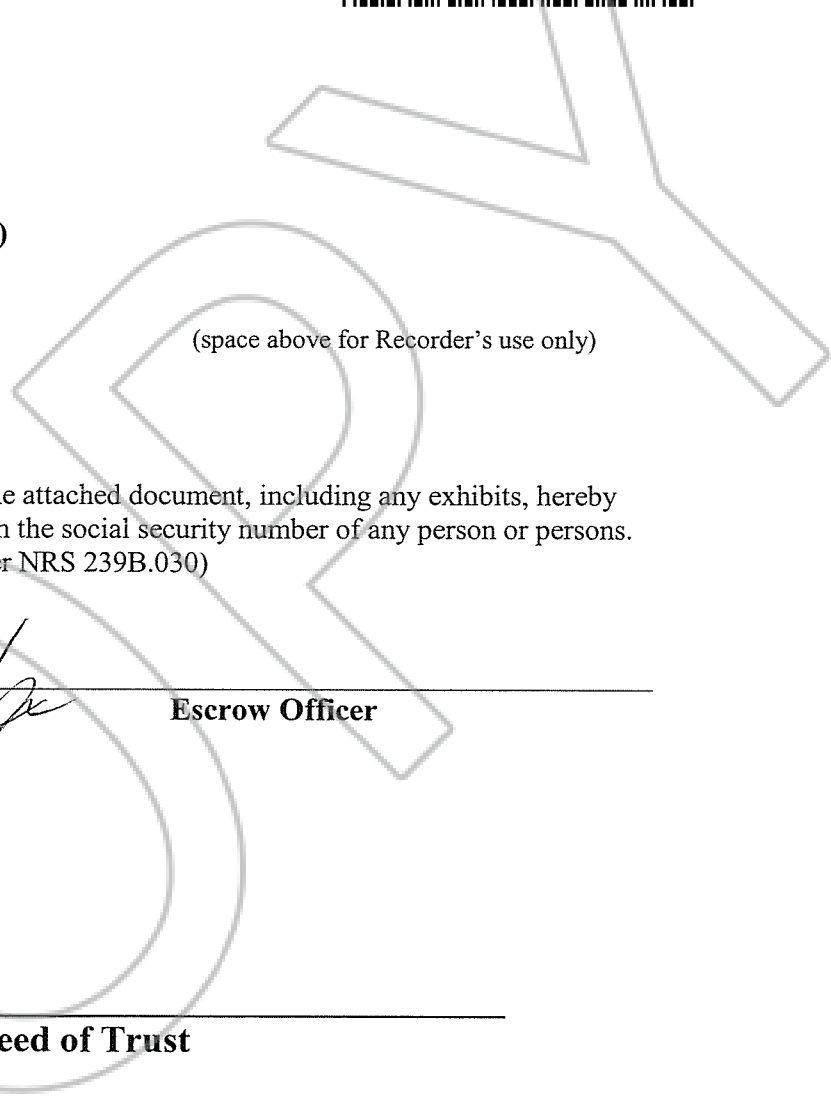 )
(space above for Recorder’s use only)
e attached document, including any exhibits, hereby
the social security number of any person or persons.
r NRS 239B.030)
Escrow Officer
eed of Trust
OPY